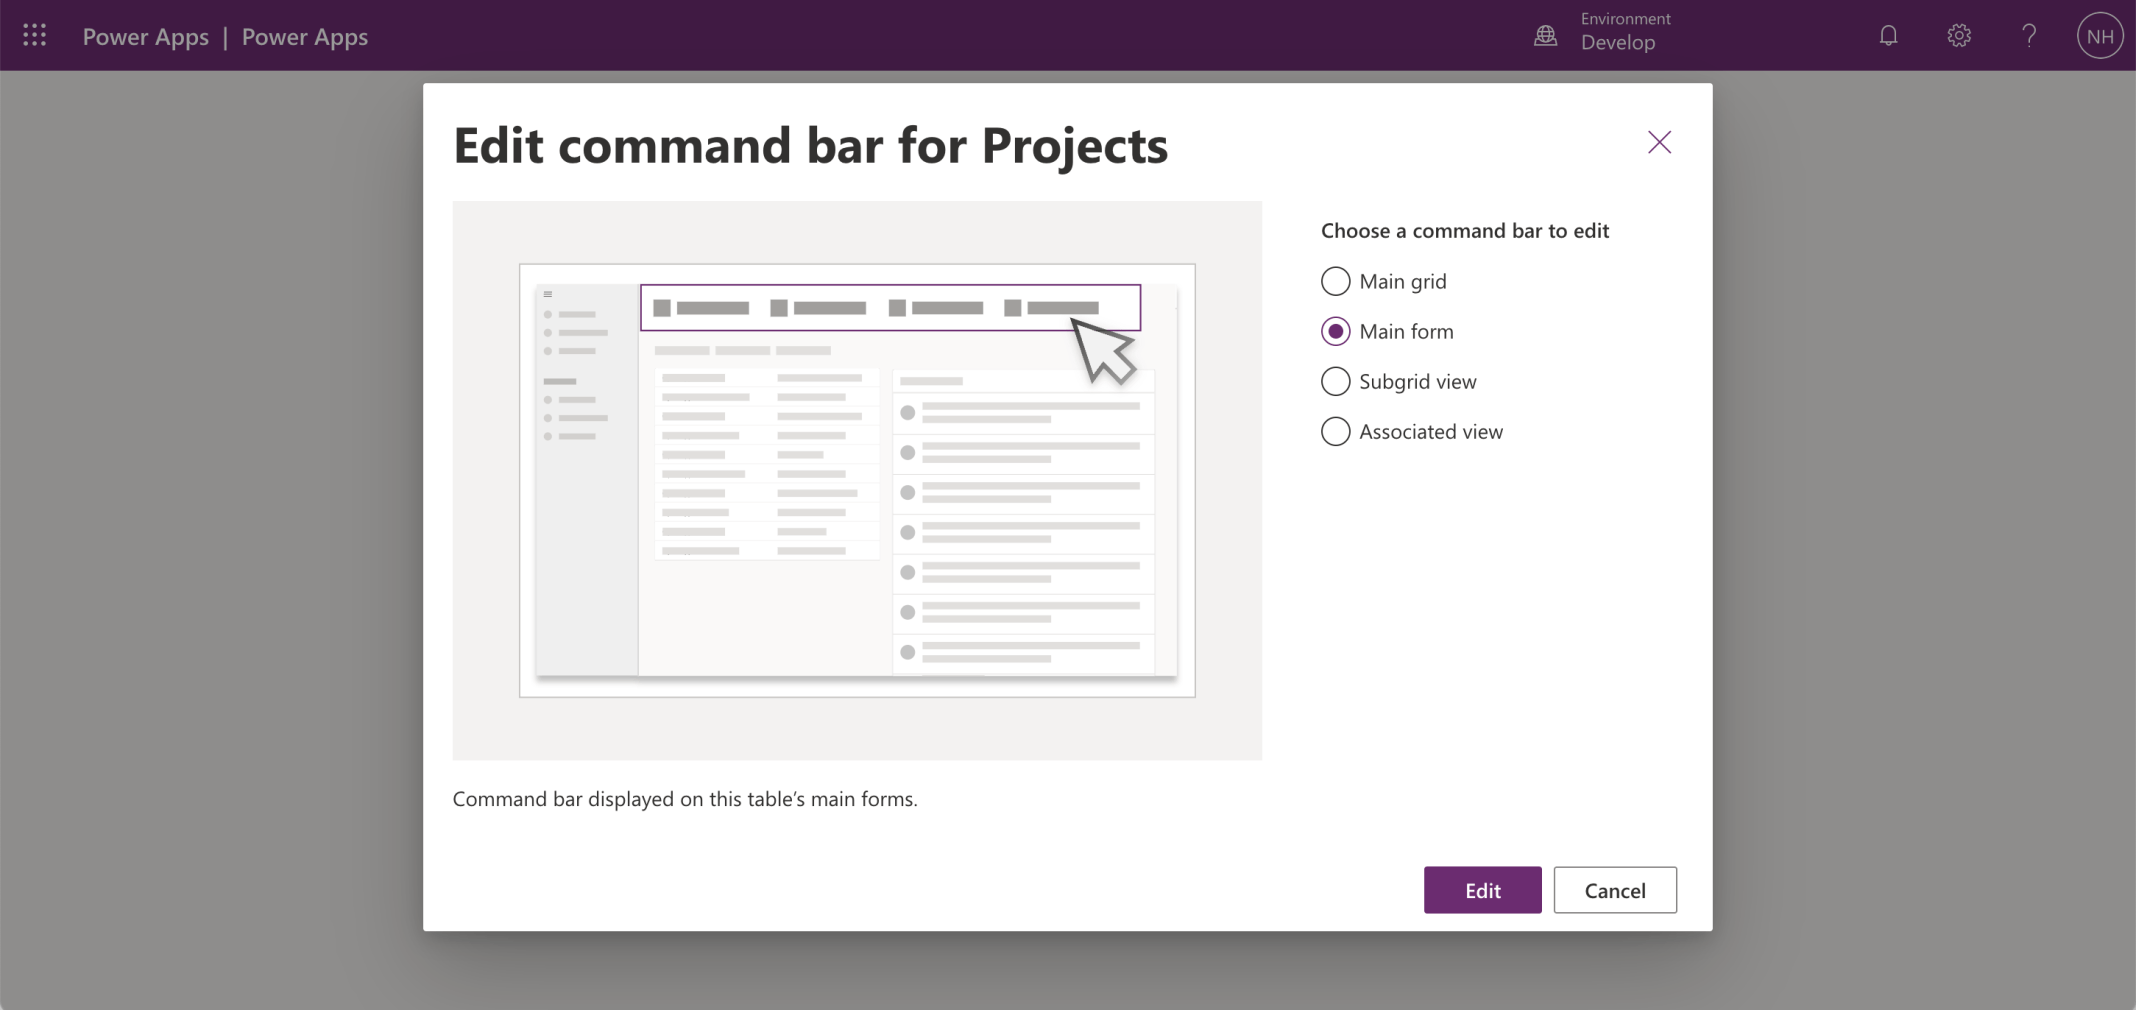 Power Apps | Power Apps
Environment
Develop
?
NH
Edit command bar for Projects
Choose a command bar to edit
Main grid
Main form
Subgrid view
Associated view
Command bar displayed on this table’s main forms.
Edit
Cancel